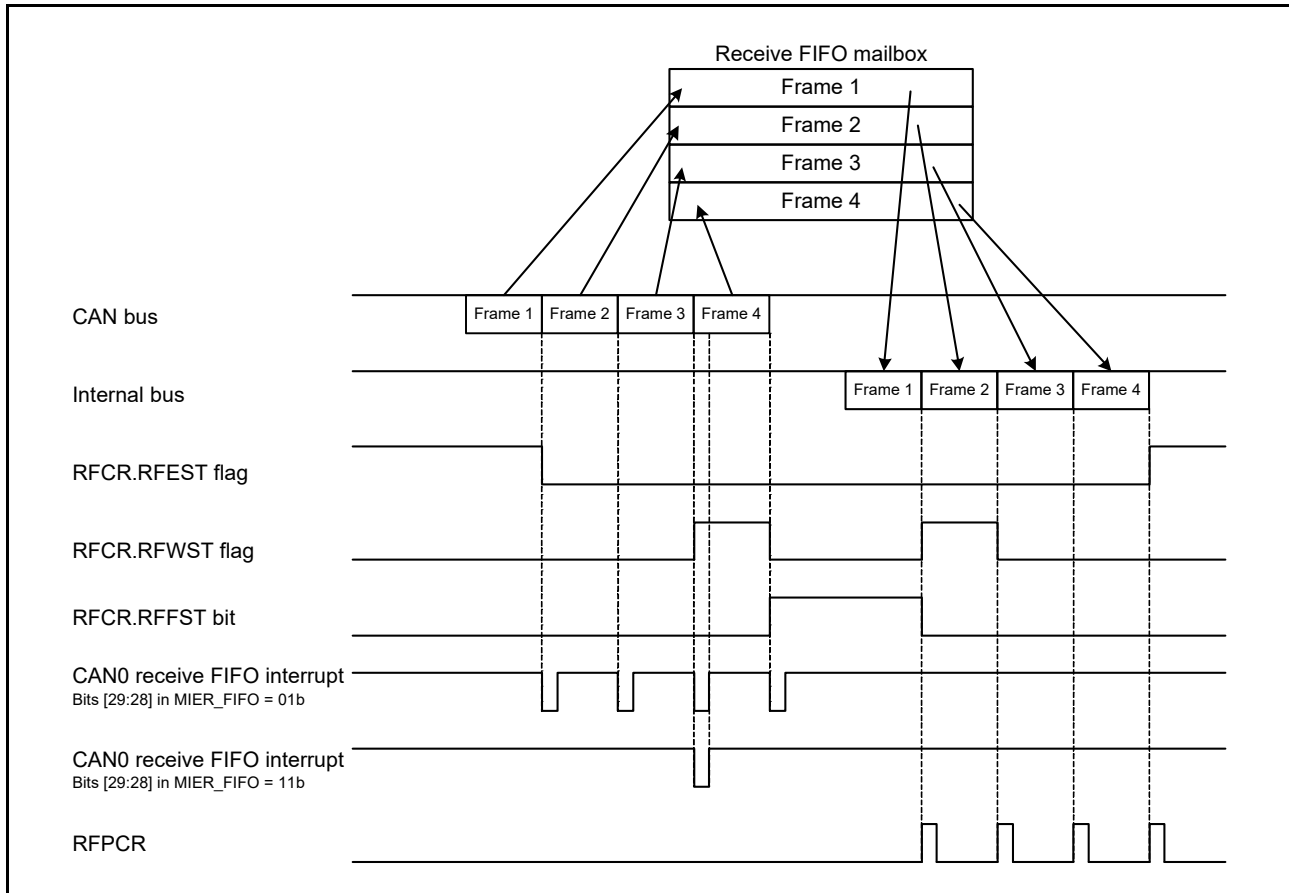 Receive FIFO mailbox
Frame 1
Frame 2
Frame 3
Frame 4
CAN bus
Frame 1 Frame 2 Frame 3 Frame 4
Internal bus
Frame 1 Frame 2 Frame 3 Frame 4
RFCR.RFEST flag
RFCR.RFWST flag
RFCR.RFFST bit
CAN0 receive FIFO interrupt
Bits [29:28] in MIER_FIFO = 01b
CAN0 receive FIFO interrupt
Bits [29:28] in MIER_FIFO = 11b
RFPCR